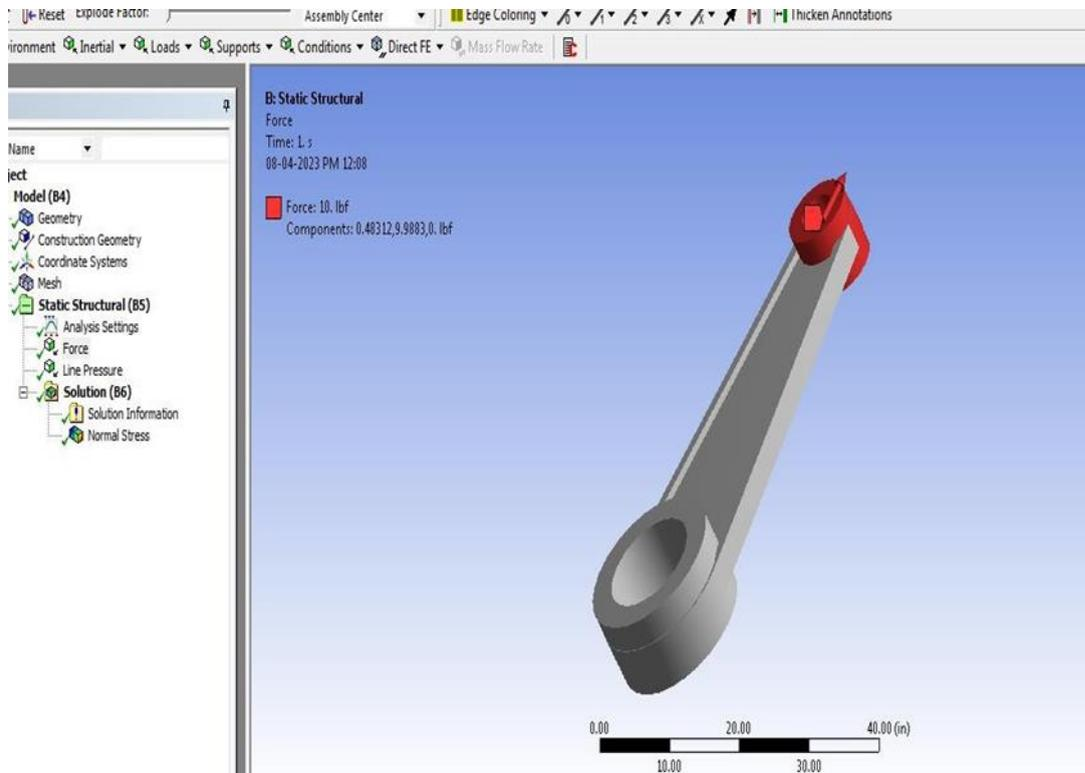 Reset Explode Factor: Assembly Center Edge Coloring Thicken Annotations
vironment Inertial Loads Supports Conditions Direct FE Mass Flow Rate
B: Static Structural
Force
Time: 1. s
08-04-2023 PM 12:08
Force: 10. lbf
Components: 0.48312,9.9883,0. lbf
Name
ject
Model (B4)
Geometry
Construction Geometry
Coordinate Systems
Mesh
Static Structural (B5)
Analysis Settings
Force
Line Pressure
Solution (B6)
Solution Information
Normal Stress
0.00 20.00 40.00 (in)
10.00 30.00